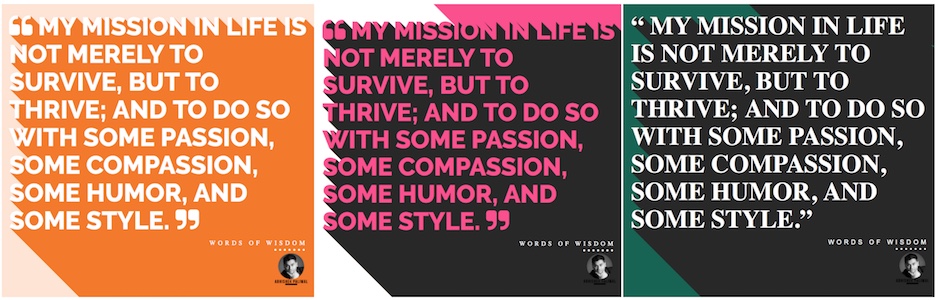 “ MY MISSION IN LIFE IS
NOT MERELY TO
SURVIVE, BUT TO
THRIVE; AND TO DO SO
WITH SOME PASSION,
SOME COMPASSION,
SOME HUMOR, AND
SOME STYLE. ”
WORDS OF WISDOM
“ MY MISSION IN LIFE IS
NOT MERELY TO
SURVIVE, BUT TO
THRIVE; AND TO DO SO
WITH SOME PASSION,
SOME COMPASSION,
SOME HUMOR, AND
SOME STYLE. ”
WORDS OF WISDOM
“ MY MISSION IN LIFE
IS NOT MERELY TO
SURVIVE, BUT TO
THRIVE; AND TO DO SO
WITH SOME PASSION,
SOME COMPASSION,
SOME HUMOR, AND
SOME STYLE.”
WORDS OF WISDOM